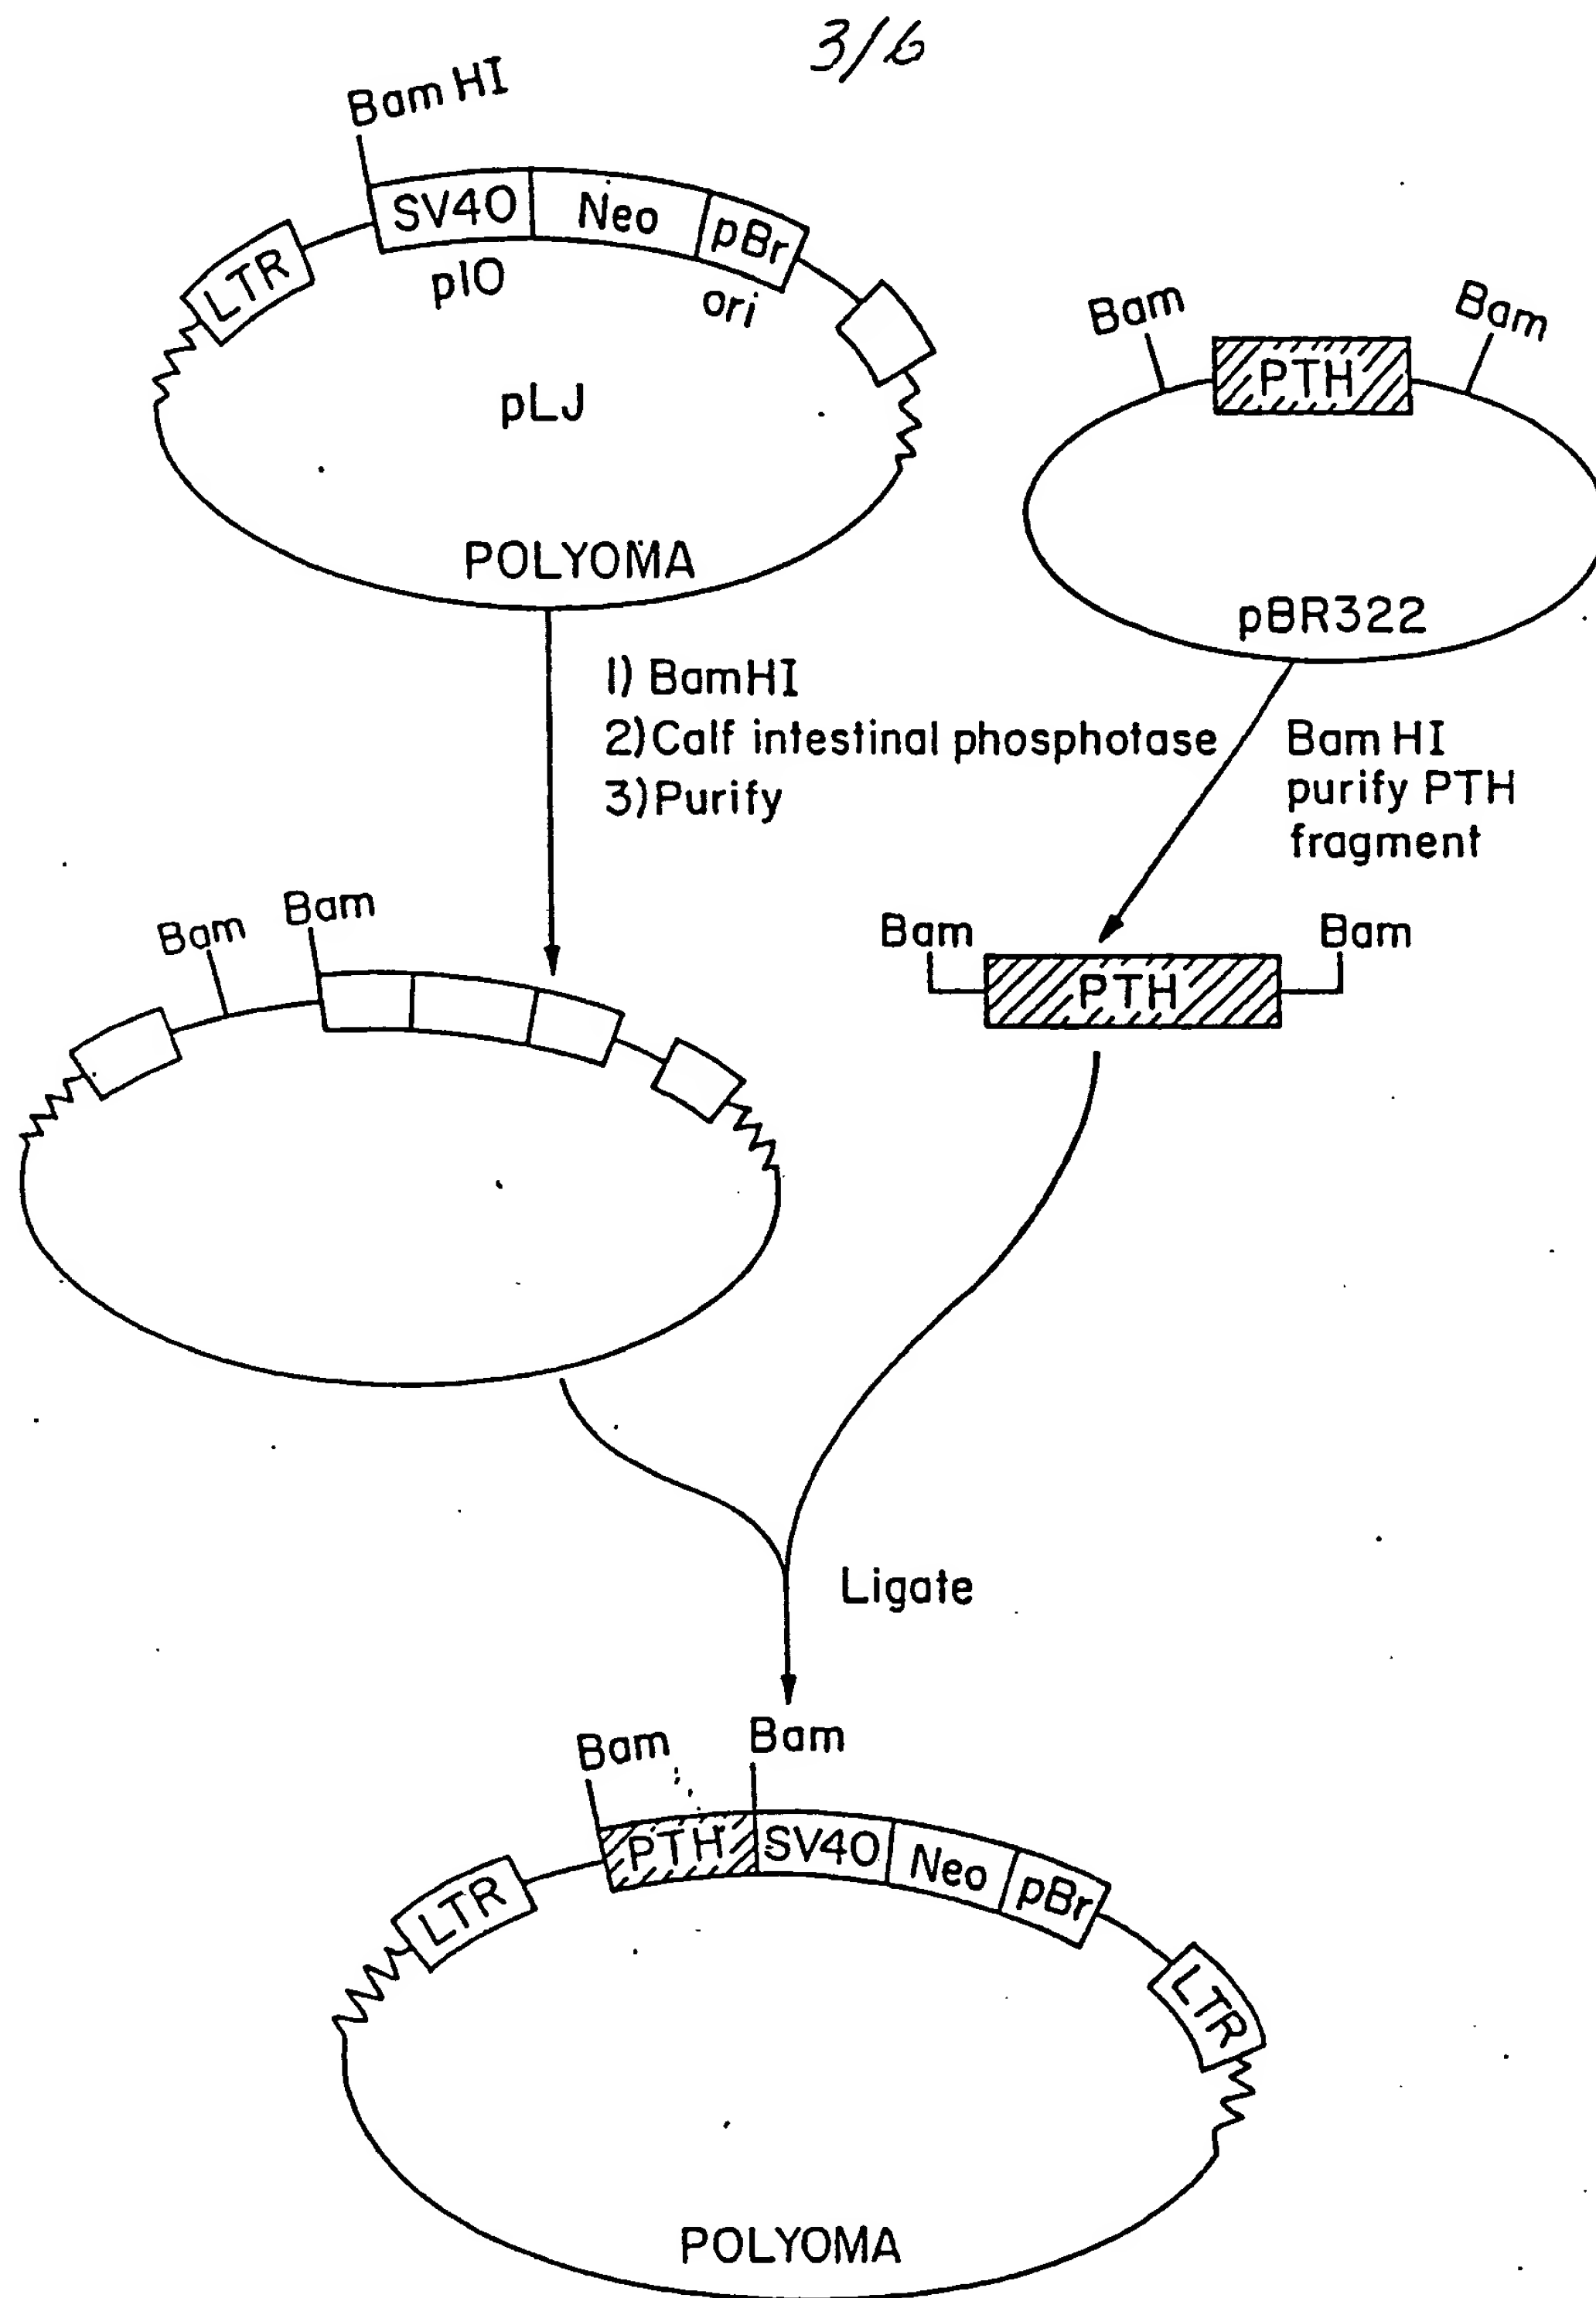 3/6
Bam HI
SV40 Neo pBr
LTR
pIO
ori
pLJ
POLYOMA
Bam Bam
PTH
pBR322
1) BamHI
2) Calf intestinal phosphotase
3) Purify
Bam HI
purify PTH
fragment
Bam Bam
Bam Bam
PTH
Ligate
Bam Bam
PTH SV40 Neo pBr
LTR
LTR
POLYOMA